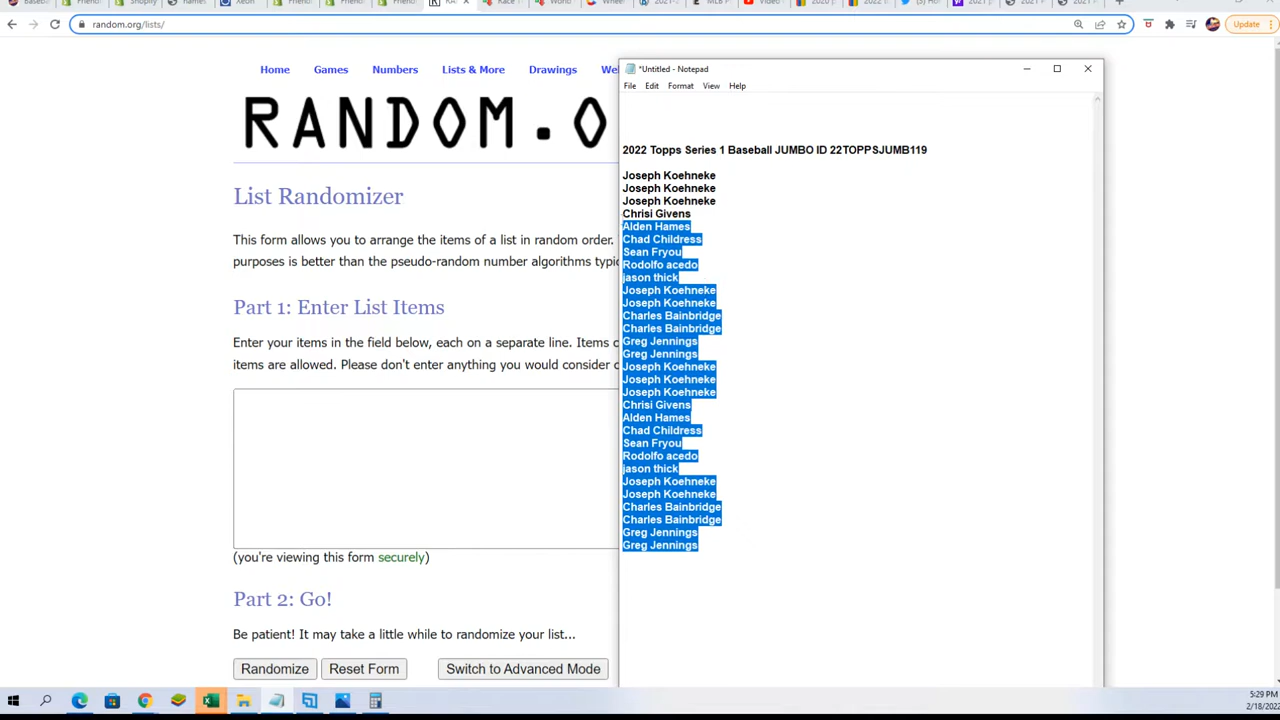 random.org/lists/
Update
Home
Games
Numbers
Lists & More
Drawings
RANDOM.O
List Randomizer
This form allows you to arrange the items of a list in random order.
purposes is better than the pseudo-random number algorithms
Part 1: Enter List Items
Enter your items in the field below, each on a separate line. Items
items are allowed. Please don't enter anything you would consider
(you're viewing this form securely)
Part 2: Go!
Be patient! It may take a little while to randomize your list...
Randomize
Reset Form
Switch to Advanced Mode
*Untitled - Notepad
File Edit Format View Help
2022 Topps Series 1 Baseball JUMBO ID 22TOPPSJUMB119
Joseph Koehneke
Joseph Koehneke
Joseph Koehneke
Chrisi Givens
Alden Hames
Chad Childress
Sean Fryou
Rodolfo acedo
jason thick
Joseph Koehneke
Joseph Koehneke
Charles Bainbridge
Charles Bainbridge
Greg Jennings
Greg Jennings
Joseph Koehneke
Joseph Koehneke
Joseph Koehneke
Chrisi Givens
Alden Hames
Chad Childress
Sean Fryou
Rodolfo acedo
jason thick
Joseph Koehneke
Joseph Koehneke
Charles Bainbridge
Charles Bainbridge
Greg Jennings
Greg Jennings
5:29 PM